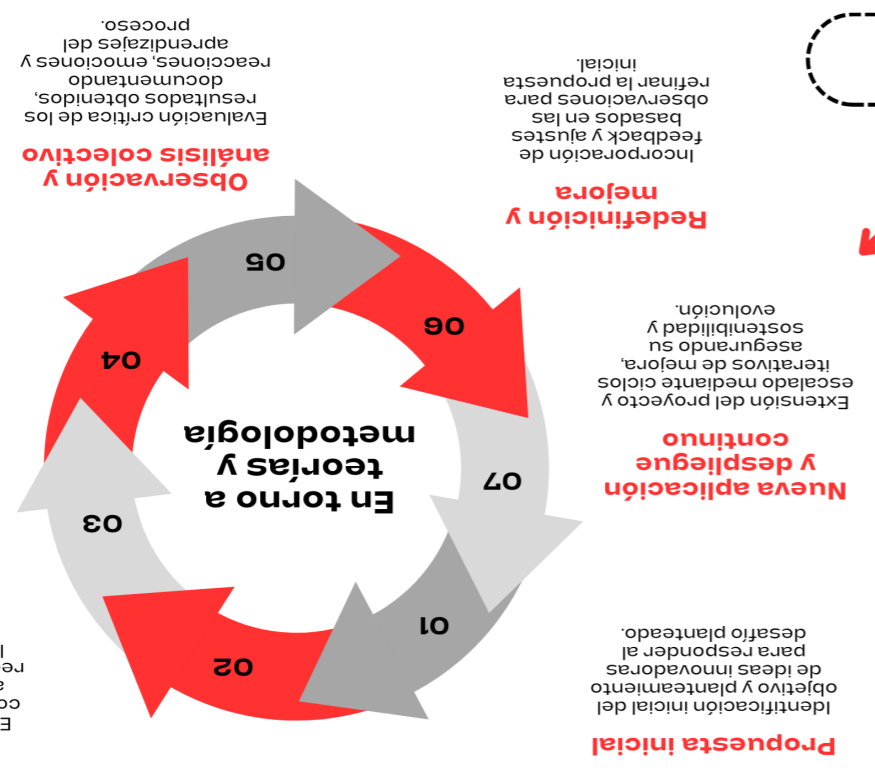 Propuesta inicial
Identificación inicial del
objetivo y planteamiento
de ideas innovadoras
para responder al
desafío planteado.
Nueva aplicación
y despliegue
continuo
Extensión del proyecto y
escalado mediante ciclos
iterativos de mejora,
asegurando su
sostenibilidad y
evolución.
Redefinición y
mejora
Incorporación de
feedback y ajustes
basados en las
observaciones para
refinar la propuesta
inicial.
01
02
03
04
05
06
07
En torno a
teorías y
metodología
Observación y
análisis colectivo
Evaluación crítica de los
resultados obtenidos,
documentando
reacciones, emociones y
aprendizajes del
proceso.